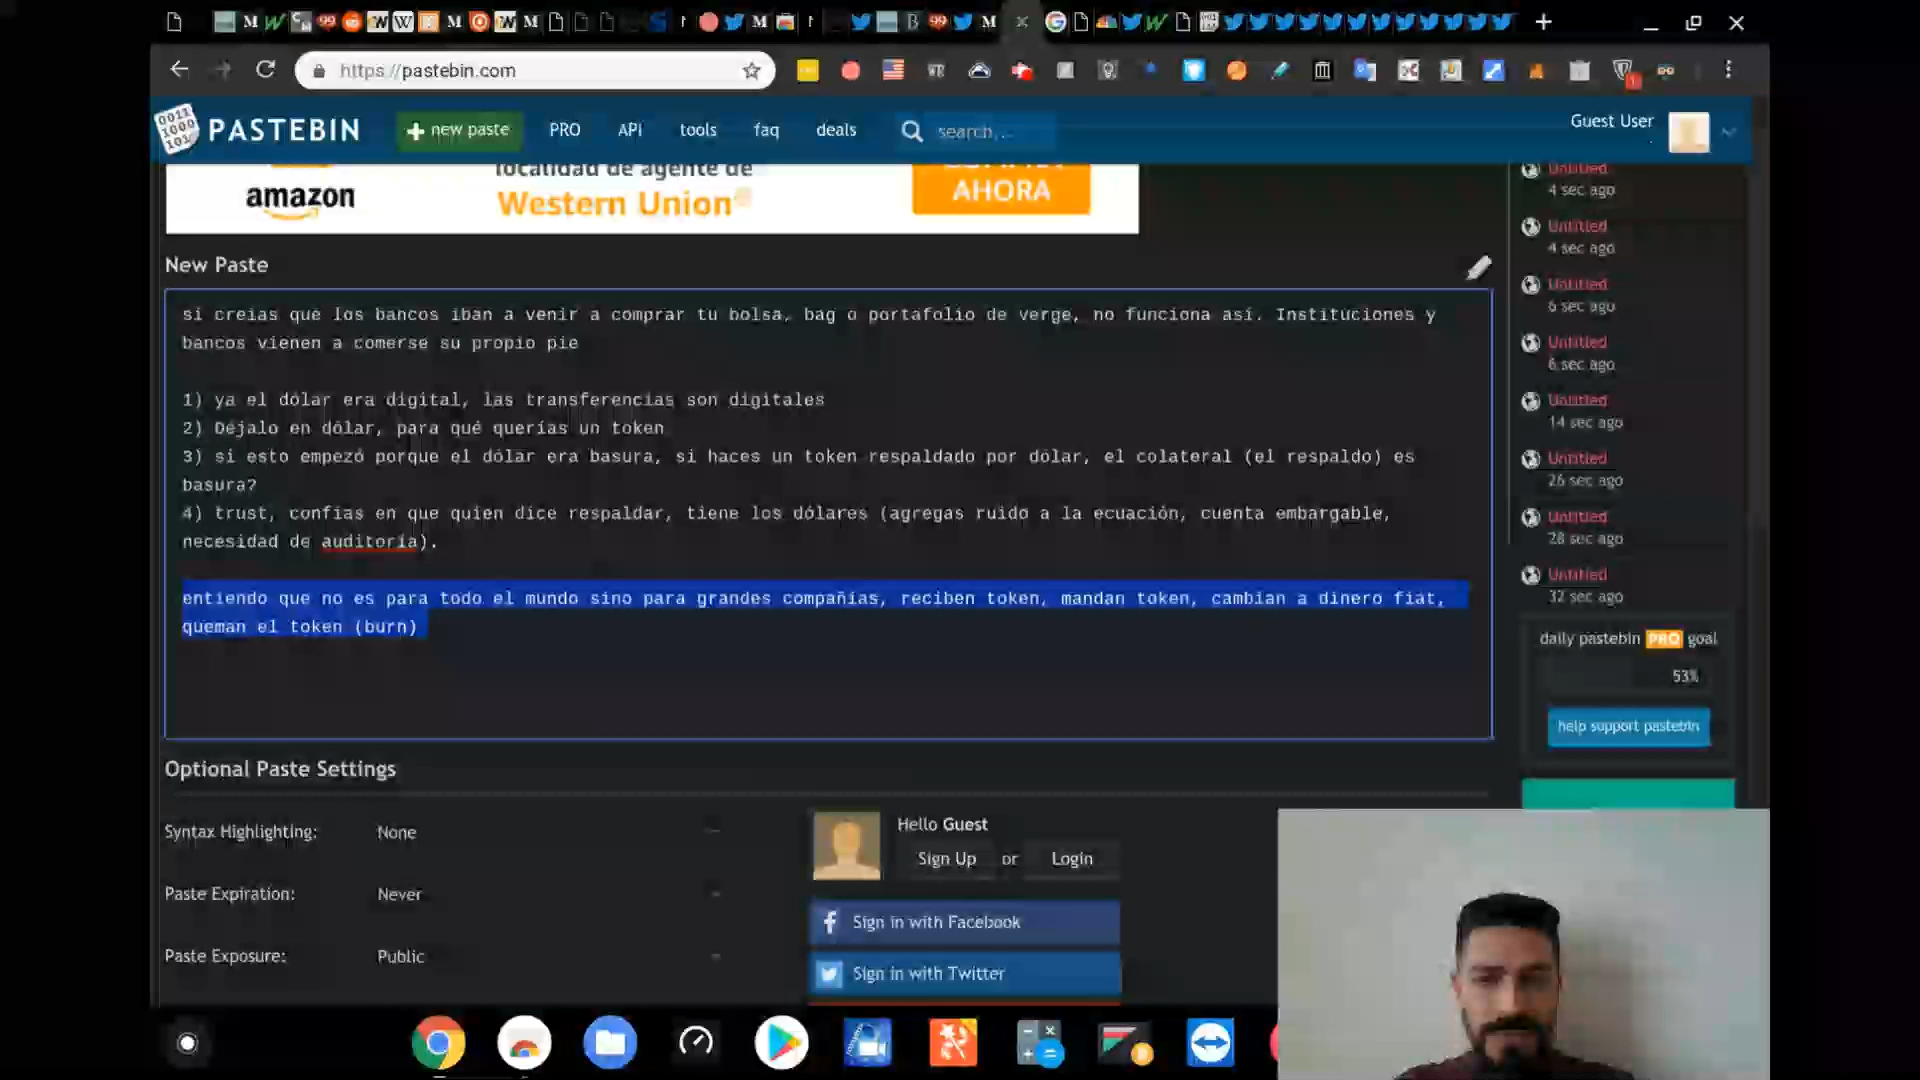 https://pastebin.com
PASTEBIN
+ new paste
PRO
API
tools
faq
deals
search...
Guest User
amazon
localidad de agente de
Western Union
AHORA
New Paste
si creias que los bancos iban a venir a comprar tu bolsa, bag o portafolio de verge, no funciona así. Instituciones y
bancos vienen a comerse su propio pie
1) ya el dólar era digital, las transferencias son digitales
2) Déjalo en dólar, para qué querías un token
3) si esto empezó porque el dólar era basura, si haces un token respaldado por dólar, el colateral (el respaldo) es
basura?
4) trust, confías en que quien dice respaldar, tiene los dólares (agregas ruido a la ecuación, cuenta embargable,
necesidad de auditoría).
entiendo que no es para todo el mundo sino para grandes compañías, reciben token, mandan token, cambian a dinero fiat,
queman el token (burn)
Untitled
4 sec ago
Untitled
4 sec ago
Untitled
6 sec ago
Untitled
6 sec ago
Untitled
14 sec ago
Untitled
26 sec ago
Untitled
28 sec ago
Untitled
32 sec ago
daily pastebin PRO goal
53%
help support pastebin
Optional Paste Settings
Syntax Highlighting: None
Paste Expiration: Never
Paste Exposure: Public
Hello Guest
Sign Up or Login
Sign in with Facebook
Sign in with Twitter